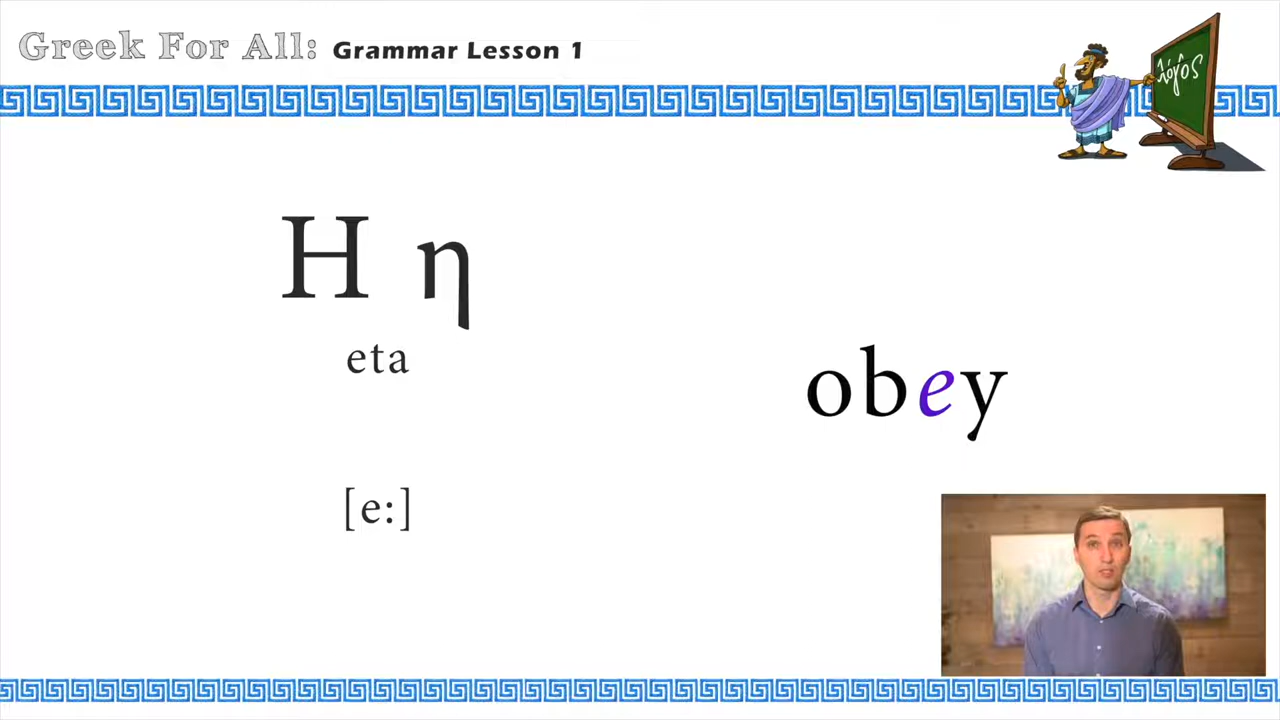 Greek For All: Grammar Lesson 1
λόγος
Η η
eta
obey
[e:]